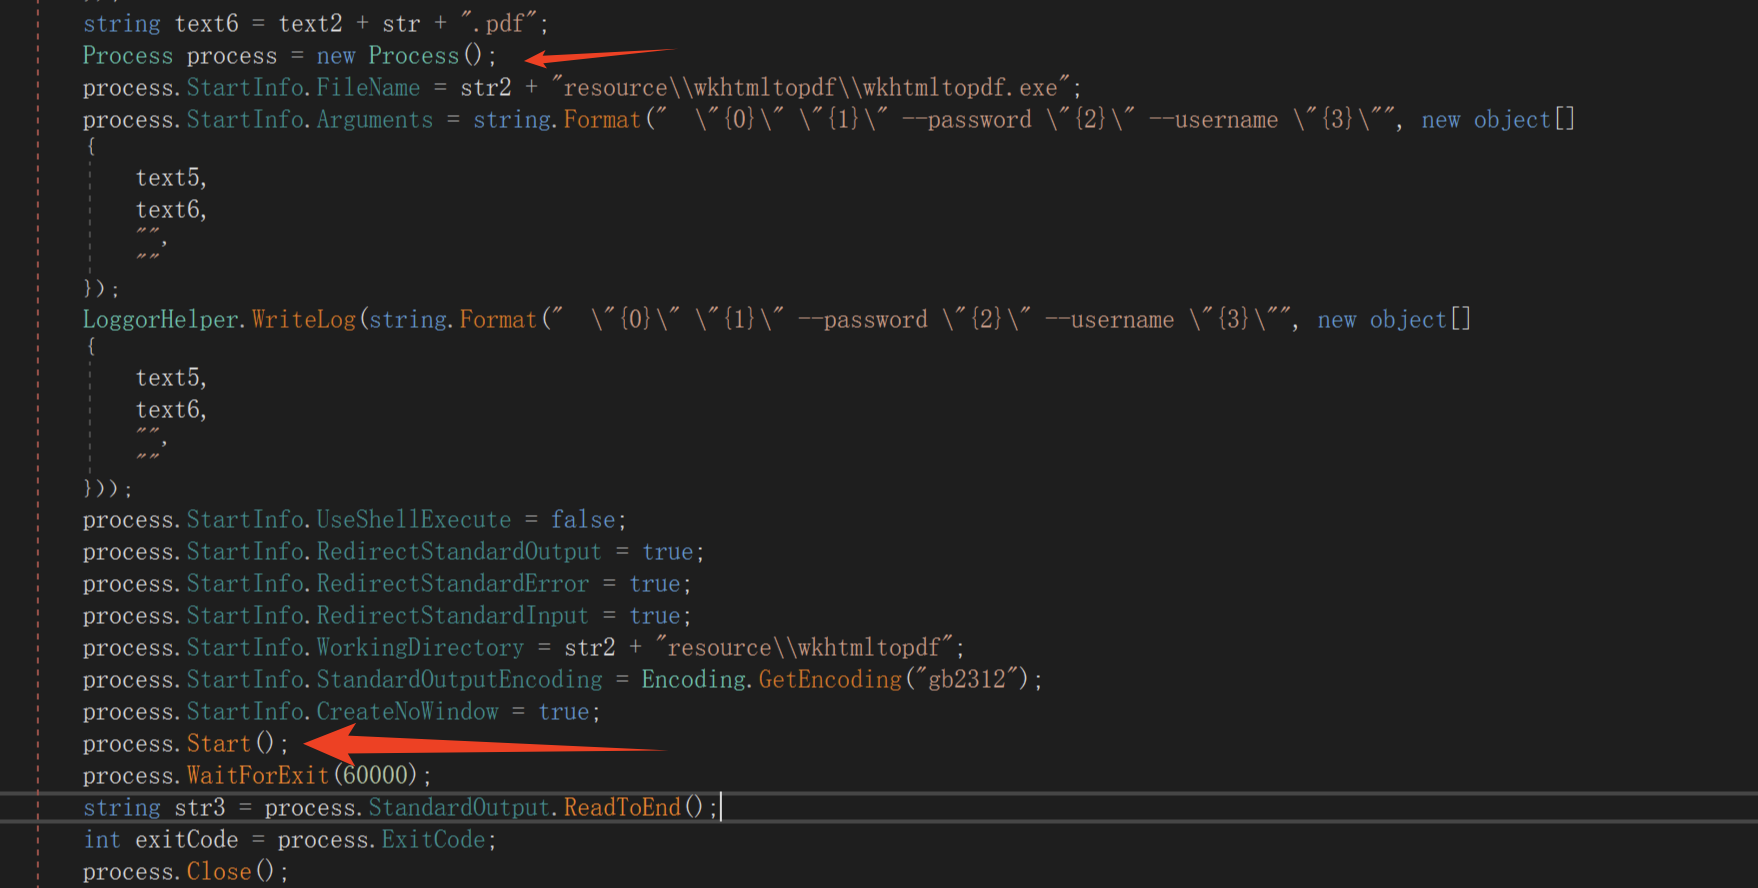 string text6 = text2 + str + ".pdf";
Process process = new Process();
process.StartInfo.FileName = str2 + "resource\\wkhtmltopdf\\wkhtmltopdf.exe";
process.StartInfo.Arguments = string.Format("  \"{0}\" \"{1}\" --password \"{2}\" --username \"{3}\"", new object[]
{
text5,
text6,
"",
""
});
LoggorHelper.WriteLog(string.Format("  \"{0}\" \"{1}\" --password \"{2}\" --username \"{3}\"", new object[]
{
text5,
text6,
"",
""
}));
process.StartInfo.UseShellExecute = false;
process.StartInfo.RedirectStandardOutput = true;
process.StartInfo.RedirectStandardError = true;
process.StartInfo.RedirectStandardInput = true;
process.StartInfo.WorkingDirectory = str2 + "resource\\wkhtmltopdf";
process.StartInfo.StandardOutputEncoding = Encoding.GetEncoding("gb2312");
process.StartInfo.CreateNoWindow = true;
process.Start();
process.WaitForExit(60000);
string str3 = process.StandardOutput.ReadToEnd();
int exitCode = process.ExitCode;
process.Close();